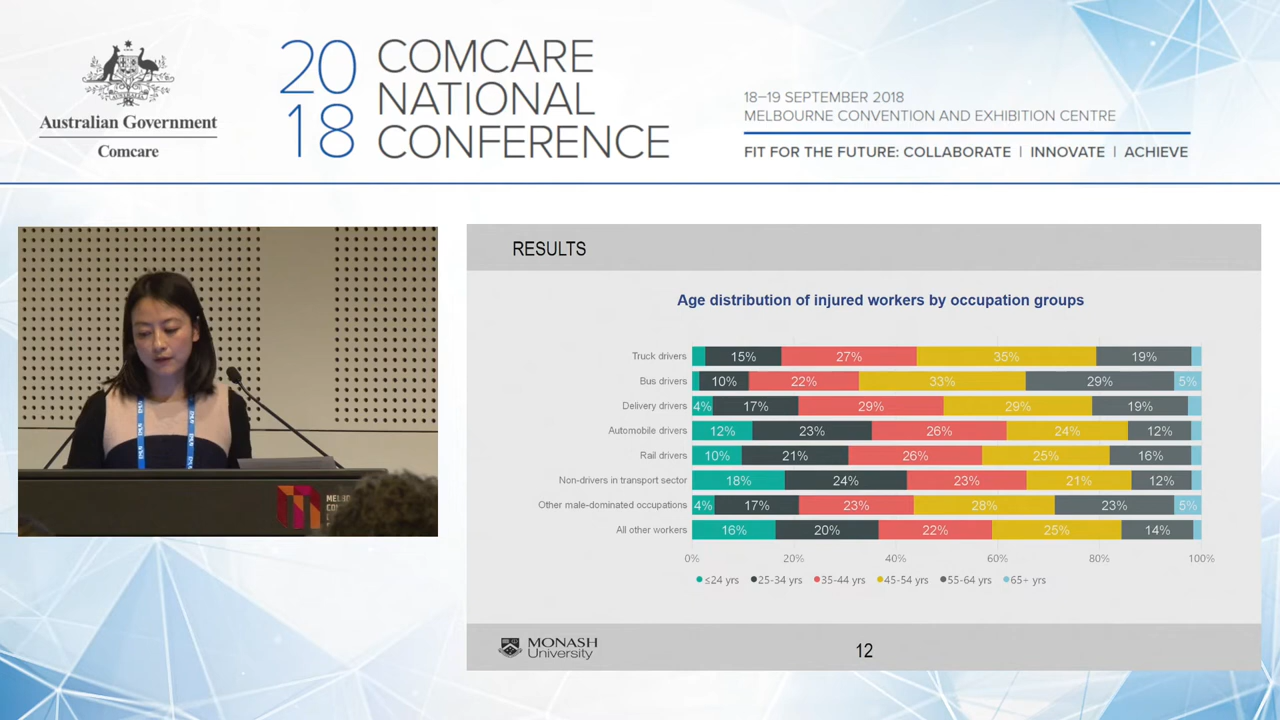 Australian Government
Comcare
2018
COMCARE
NATIONAL
CONFERENCE
18–19 SEPTEMBER 2018
MELBOURNE CONVENTION AND EXHIBITION CENTRE
FIT FOR THE FUTURE: COLLABORATE | INNOVATE | ACHIEVE
RESULTS
Age distribution of injured workers by occupation groups
Truck drivers 15% 27% 35% 19%
Bus drivers 10% 22% 33% 29% 5%
Delivery drivers 4% 17% 29% 29% 19%
Automobile drivers 12% 23% 26% 24% 12%
Rail drivers 10% 21% 26% 25% 16%
Non-drivers in transport sector 18% 24% 23% 21% 12%
Other male-dominated occupations 4% 17% 23% 28% 23% 5%
All other workers 16% 20% 22% 25% 14%
0% 20% 40% 60% 80% 100%
≤24 yrs 25-34 yrs 35-44 yrs 45-54 yrs 55-64 yrs 65+ yrs
MONASH
University
12